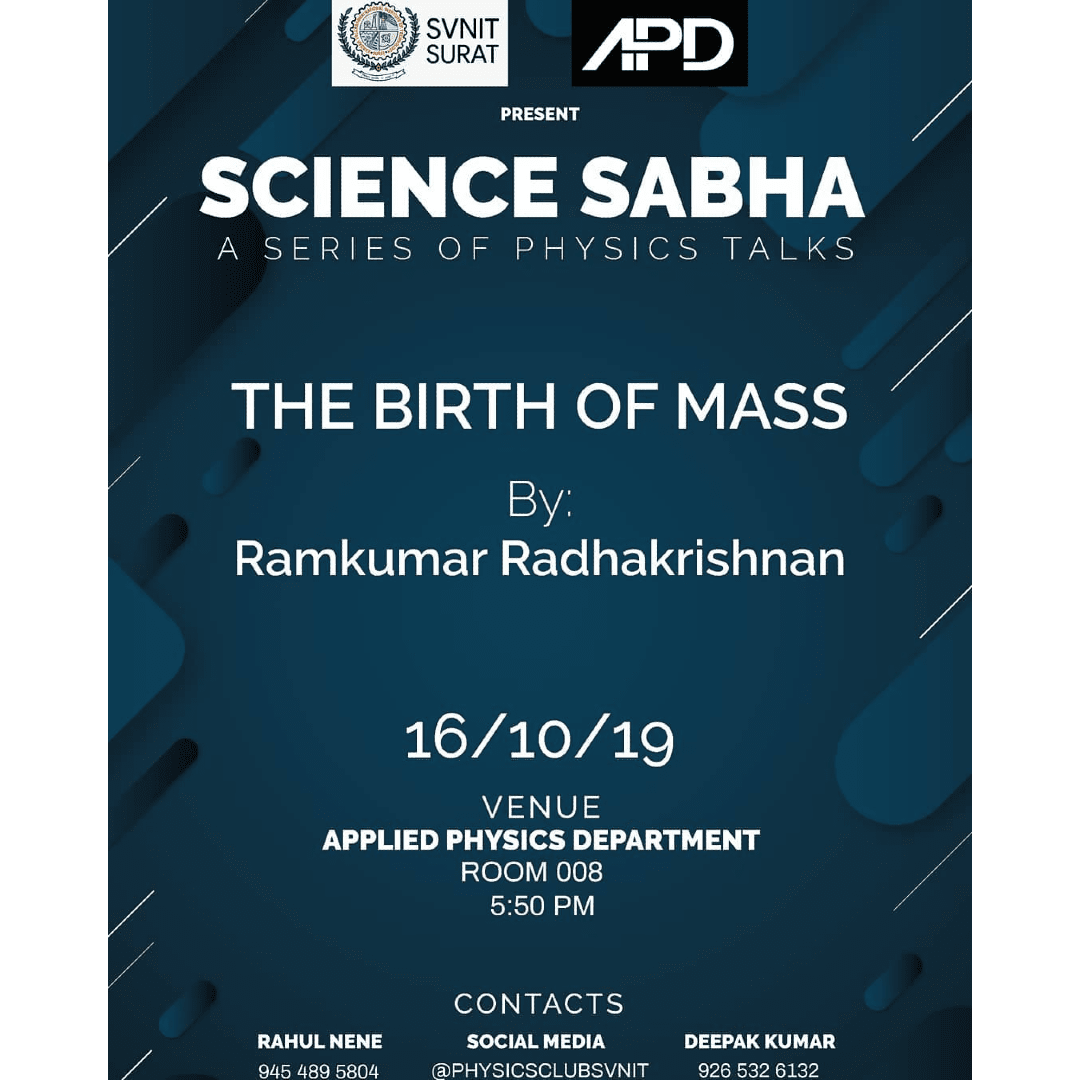 SVNIT
SURAT
APD
PRESENT
SCIENCE SABHA
A SERIES OF PHYSICS TALKS
THE BIRTH OF MASS
By:
Ramkumar Radhakrishnan
16/10/19
VENUE
APPLIED PHYSICS DEPARTMENT
ROOM 008
5:50 PM
CONTACTS
RAHUL NENE
945 489 5804
SOCIAL MEDIA
@PHYSICSCLUBSVNIT
DEEPAK KUMAR
926 532 6132